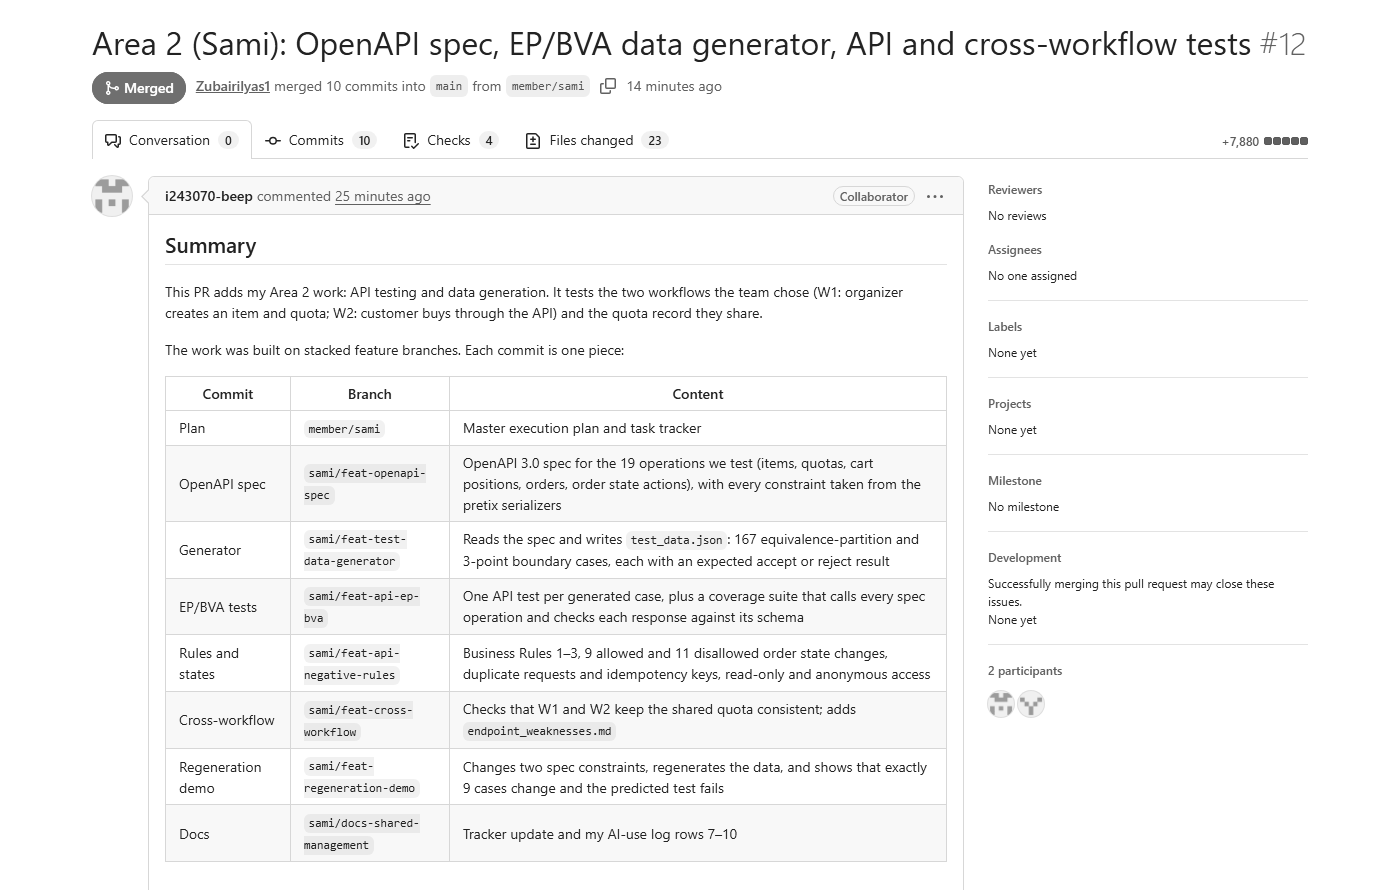 Area 2 (Sami): OpenAPI spec, EP/BVA data generator, API and cross-workflow tests #12
Merged
Zubairilyas1 merged 10 commits into main from member/sami 14 minutes ago
Conversation 0
Commits 10
Checks 4
Files changed 23
+7,880
i243070-beep commented 25 minutes ago
Collaborator
Summary
This PR adds my Area 2 work: API testing and data generation. It tests the two workflows the team chose (W1: organizer
creates an item and quota; W2: customer buys through the API) and the quota record they share.
The work was built on stacked feature branches. Each commit is one piece:
Commit Branch Content
Plan
member/sami
Master execution plan and task tracker
OpenAPI spec
sami/feat-openapi-
spec
OpenAPI 3.0 spec for the 19 operations we test (items, quotas, cart
positions, orders, order state actions), with every constraint taken from the
pretix serializers
Generator
sami/feat-test-
data-generator
Reads the spec and writes test_data.json: 167 equivalence-partition and
3-point boundary cases, each with an expected accept or reject result
EP/BVA tests
sami/feat-api-ep-
bva
One API test per generated case, plus a coverage suite that calls every spec
operation and checks each response against its schema
Rules and
states
sami/feat-api-
negative-rules
Business Rules 1–3, 9 allowed and 11 disallowed order state changes,
duplicate requests and idempotency keys, read-only and anonymous access
Cross-workflow
sami/feat-cross-
workflow
Checks that W1 and W2 keep the shared quota consistent; adds
endpoint_weaknesses.md
Regeneration
demo
sami/feat-
regeneration-demo
Changes two spec constraints, regenerates the data, and shows that exactly
9 cases change and the predicted test fails
Docs
sami/docs-shared-
management
Tracker update and my AI-use log rows 7–10
Reviewers
No reviews
Assignees
No one assigned
Labels
None yet
Projects
None yet
Milestone
No milestone
Development
Successfully merging this pull request may close these
issues.
None yet
2 participants